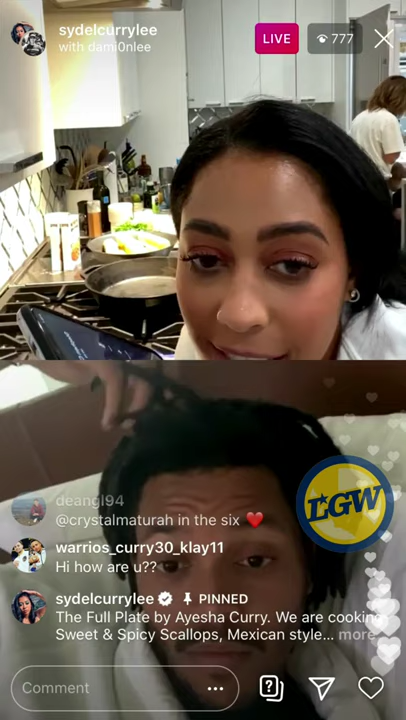 sydelcurrylee
with dami0nlee
LIVE
777
deangl94
@crystalmaturah in the six ❤️
warrios_curry30_klay11
Hi how are u??
sydelcurrylee PINNED
The Full Plate by Ayesha Curry. We are cooking
Sweet & Spicy Scallops, Mexican style... more
LGW
Comment